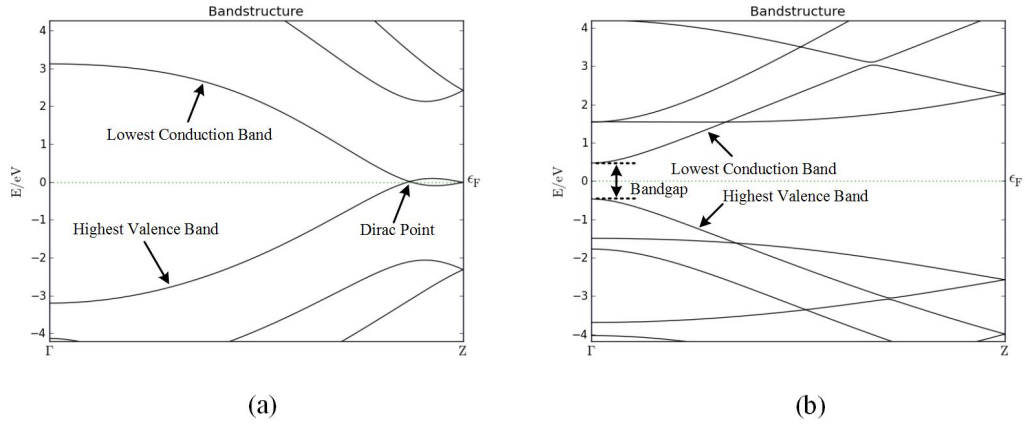 Bandstructure
4
3
2
1
0
−1
−2
−3
−4
E/eV
Lowest Conduction Band
Highest Valence Band
Dirac Point
ϵF
Γ
Z
(a)
Bandstructure
4
3
2
1
0
−1
−2
−3
−4
E/eV
Lowest Conduction Band
Bandgap
Highest Valence Band
ϵF
Γ
Z
(b)